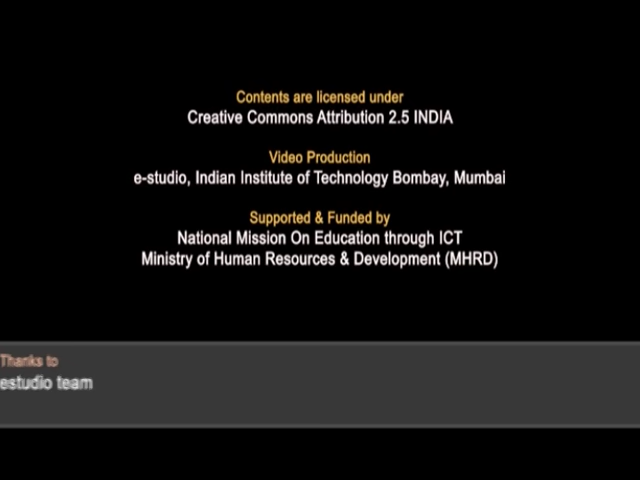 Contents are licensed under
Creative Commons Attribution 2.5 INDIA
Video Production
e-studio, Indian Institute of Technology Bombay, Mumbai
Supported & Funded by
National Mission On Education through ICT
Ministry of Human Resources & Development (MHRD)
Thanks to
estudio team